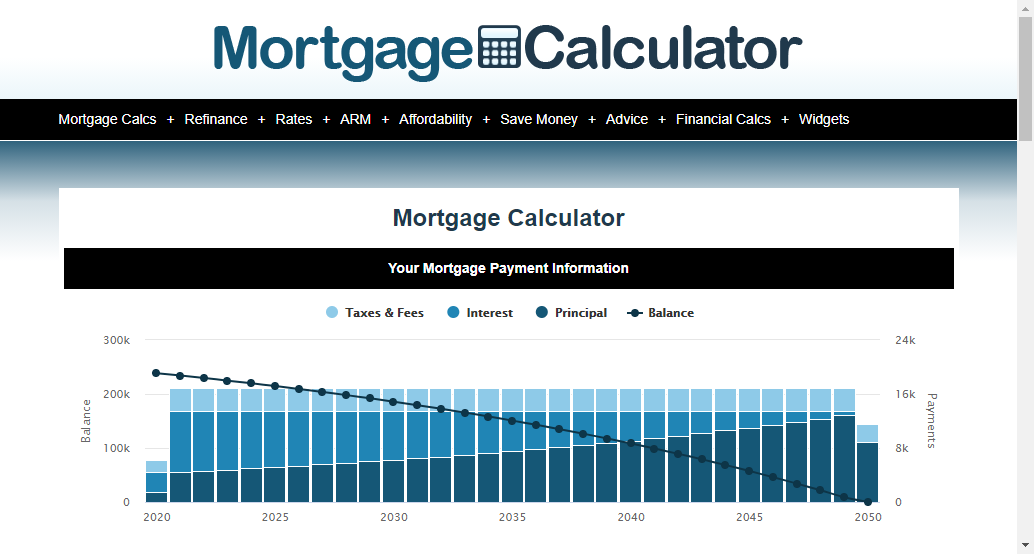 Mortgage Calculator
Mortgage Calcs + Refinance + Rates + ARM + Affordability + Save Money + Advice + Financial Calcs + Widgets
Mortgage Calculator
Your Mortgage Payment Information
Taxes & Fees Interest Principal Balance
300k 24k
200k 16k
Balance
Payments
100k 8k
0 0
2020 2025 2030 2035 2040 2045 2050